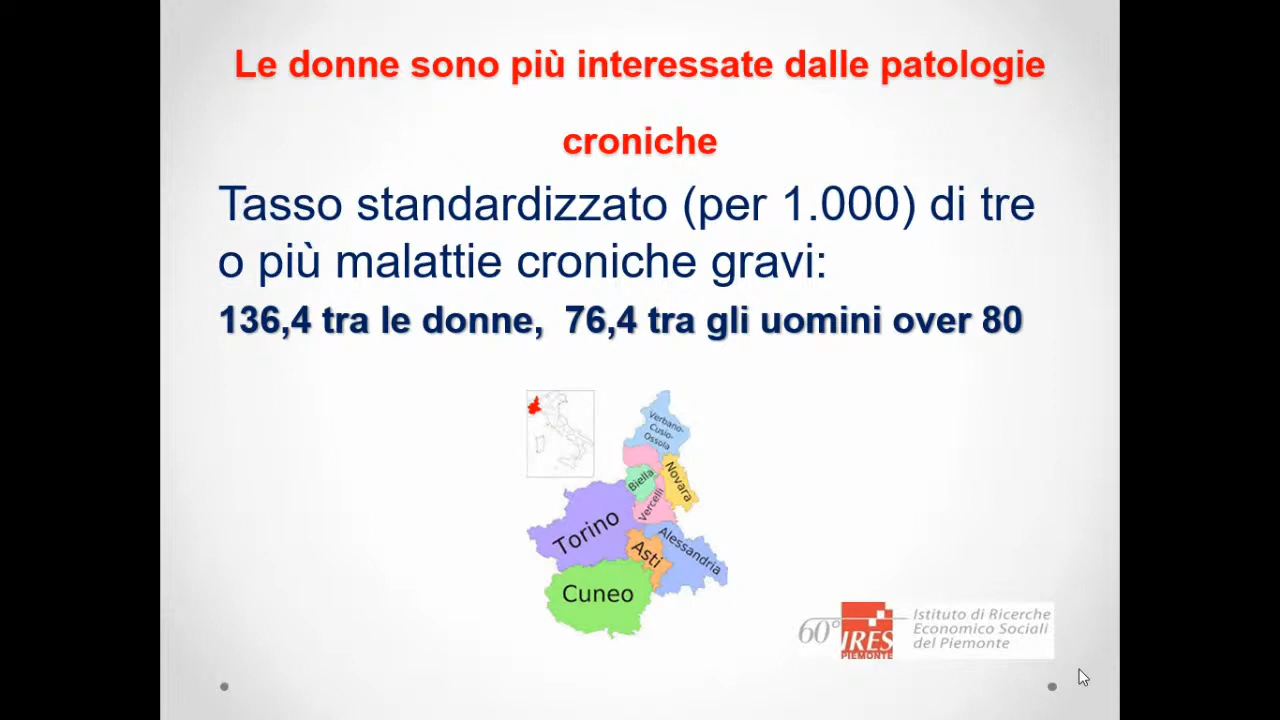 Le donne sono più interessate dalle patologie
croniche
Tasso standardizzato (per 1.000) di tre
o più malattie croniche gravi:
136,4 tra le donne, 76,4 tra gli uomini over 80
Verbano-
Cusio-
Ossola
Biella
Novara
Vercelli
Torino
Asti
Alessandria
Cuneo
60°
IRES
PIEMONTE
Istituto di Ricerche
Economico Sociali
del Piemonte